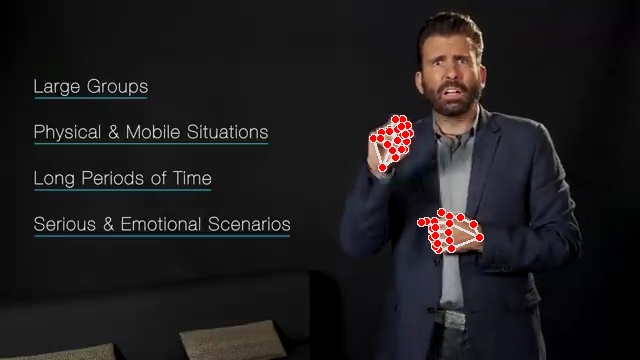 Large Groups
Physical & Mobile Situations
Long Periods of Time
Serious & Emotional Scenarios